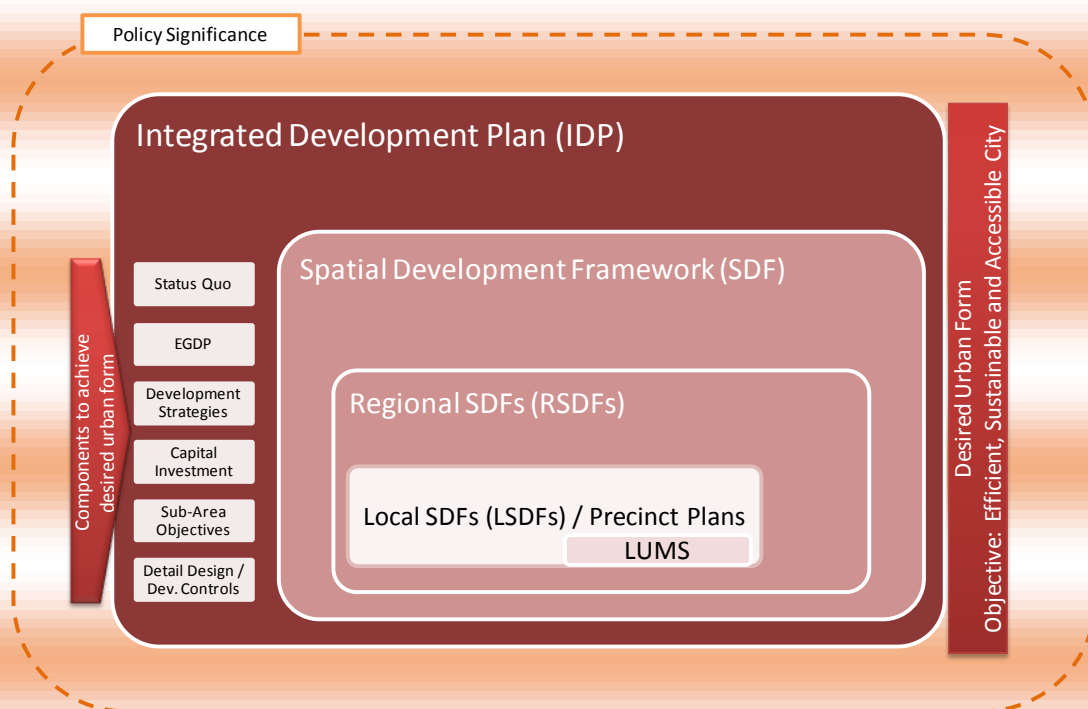 Policy Significance
Integrated Development Plan (IDP)
Spatial Development Framework (SDF)
Regional SDFs (RSDFs)
Local SDFs (LSDFs) / Precinct Plans
LUMS
Components to achieve
desired urban form
Status Quo
EGDP
Development
Strategies
Capital
Investment
Sub-Area
Objectives
Detail Design /
Dev. Controls
Desired Urban Form
Objective: Efficient, Sustainable and Accessible City